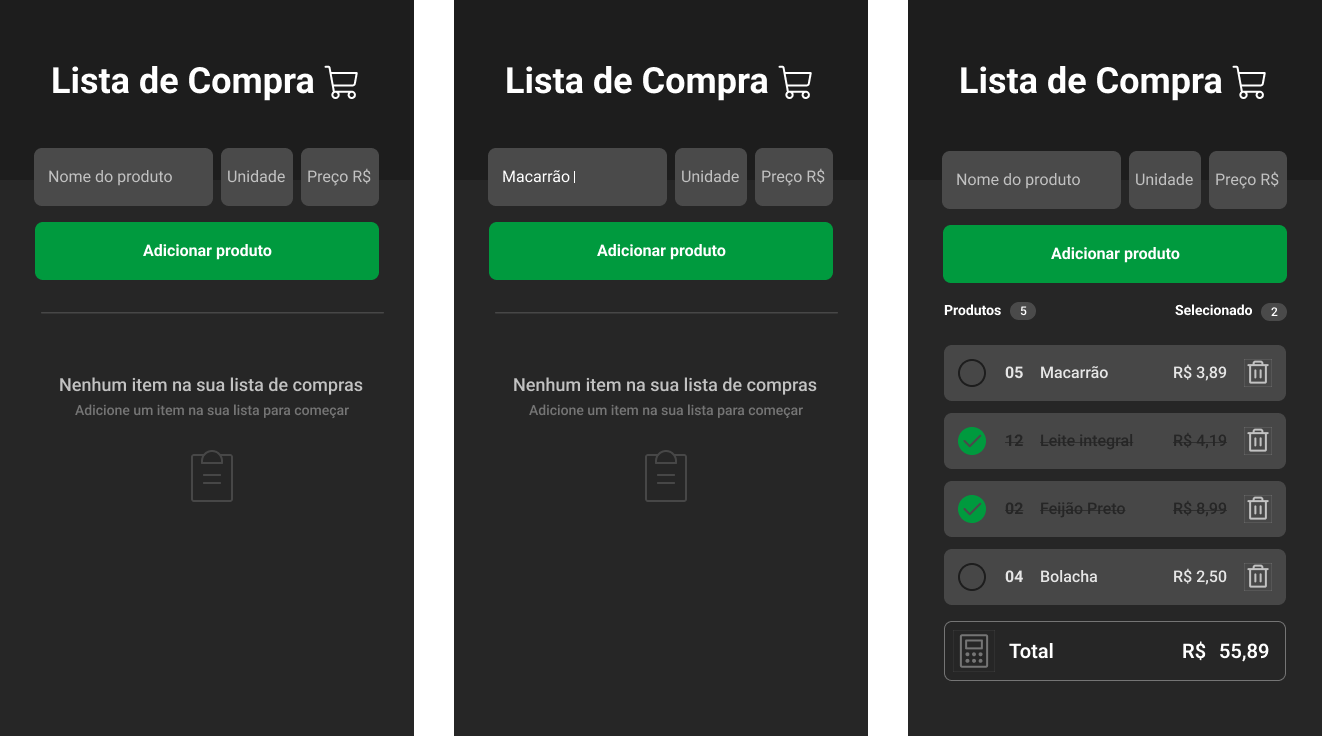 Lista de Compra
Nome do produto Unidade Preço R$
Adicionar produto
Nenhum item na sua lista de compras
Adicione um item na sua lista para começar
Lista de Compra
Macarrão Unidade Preço R$
Adicionar produto
Nenhum item na sua lista de compras
Adicione um item na sua lista para começar
Lista de Compra
Nome do produto Unidade Preço R$
Adicionar produto
Produtos 5 Selecionado 2
05 Macarrão R$ 3,89
12 Leite integral R$ 4,19
02 Feijão Preto R$ 8,99
04 Bolacha R$ 2,50
Total R$ 55,89